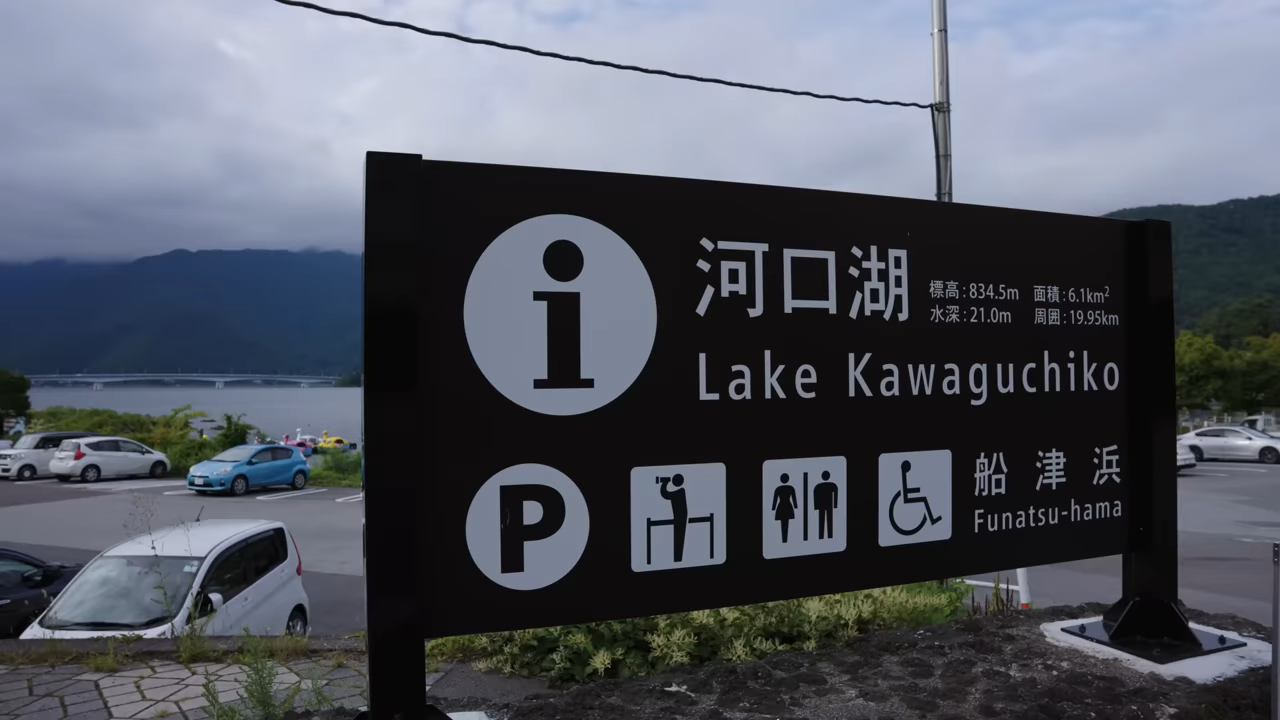 i
河口湖
標高:834.5m 面積:6.1km²
水深:21.0m 周囲:19.95km
Lake Kawaguchiko
P
船津浜
Funatsu-hama